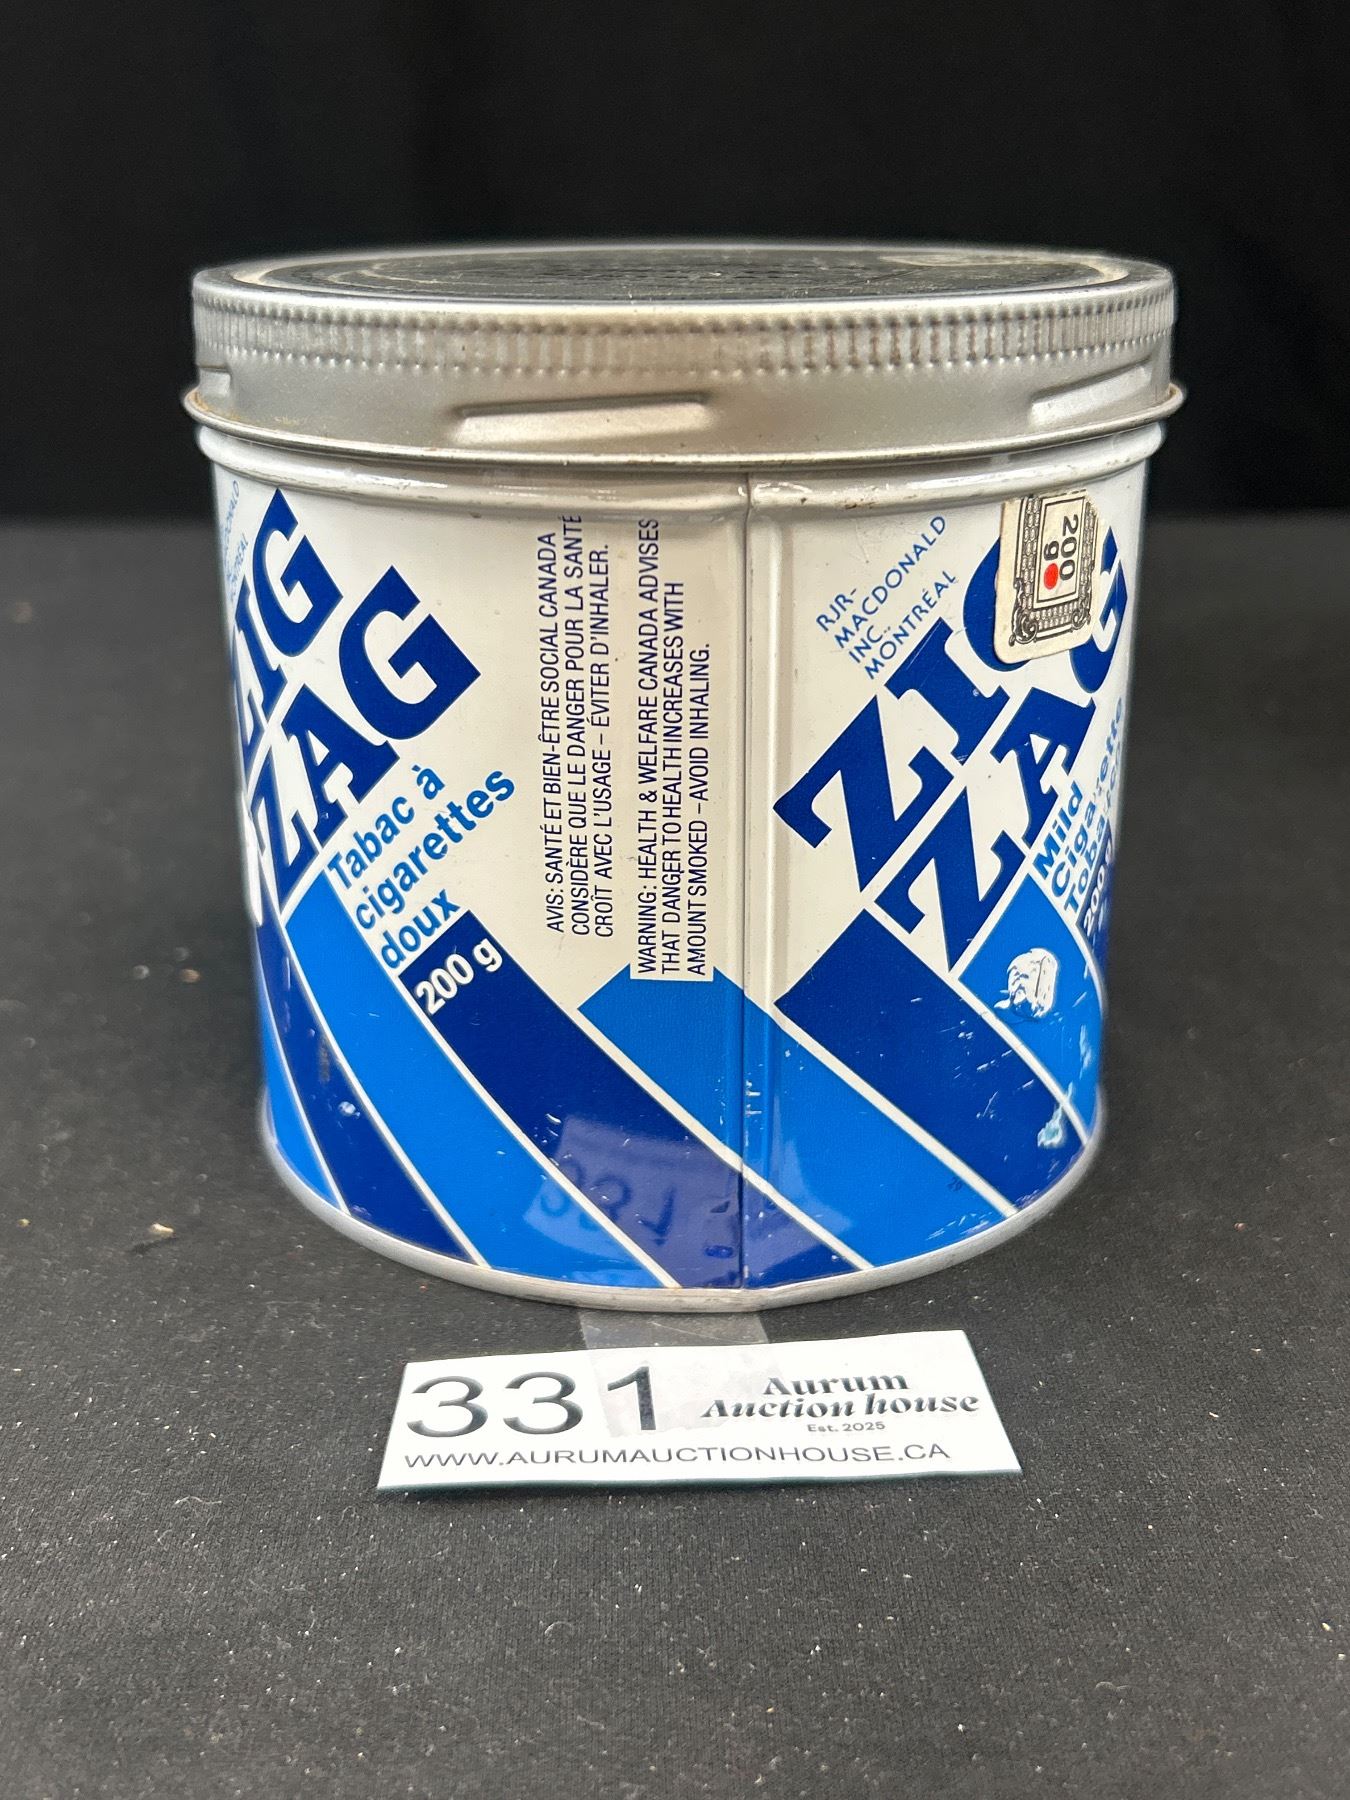 ZIG
ZAG
Tabac à
cigarettes
doux
200 g
AVIS: SANTÉ ET BIEN-ÊTRE SOCIAL CANADA
CONSIDÈRE QUE LE DANGER POUR LA SANTÉ
CROÎT AVEC L'USAGE – ÉVITER D'INHALER.
WARNING: HEALTH & WELFARE CANADA ADVISES
THAT DANGER TO HEALTH INCREASES WITH
AMOUNT SMOKED – AVOID INHALING.
RJR-
MACDONALD
INC.,
MONTRÉAL
ZIG
ZAG
Mild
Cigarette
200 g
331
Aurum
Auction house
Est. 2025
WWW.AURUMAUCTIONHOUSE.CA